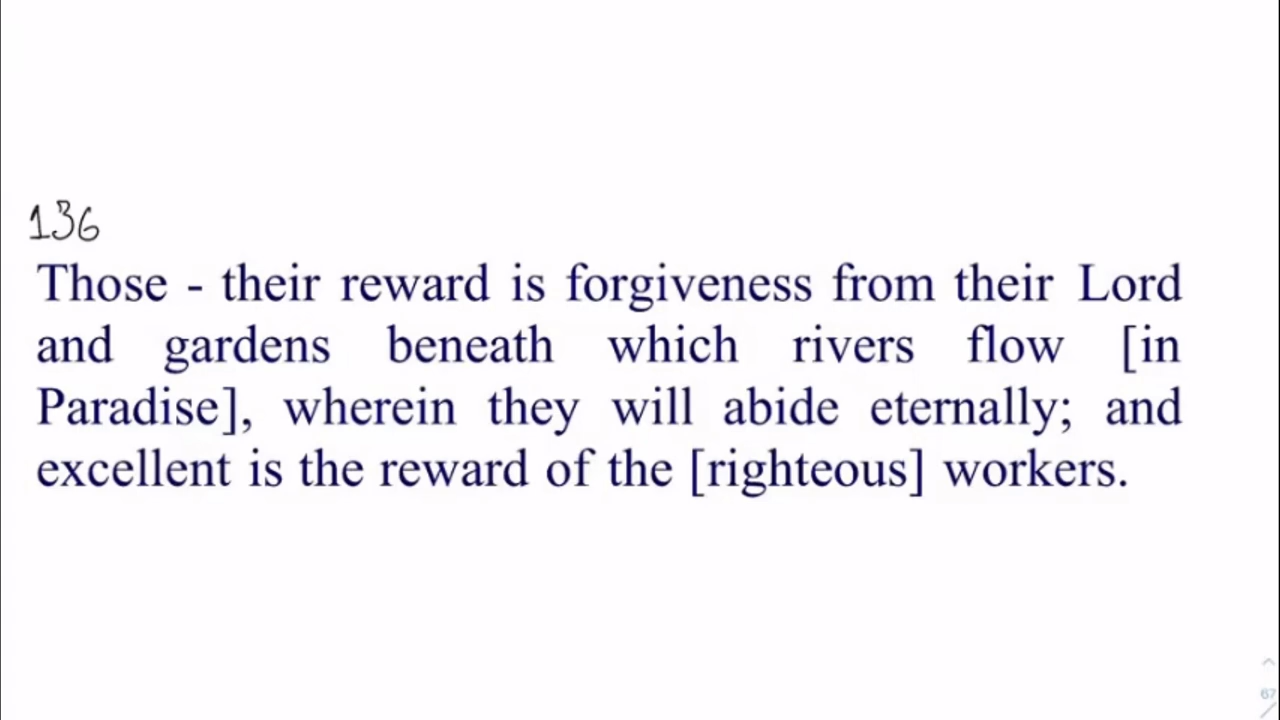 136
Those - their reward is forgiveness from their Lord
and gardens beneath which rivers flow [in
Paradise], wherein they will abide eternally; and
excellent is the reward of the [righteous] workers.
67